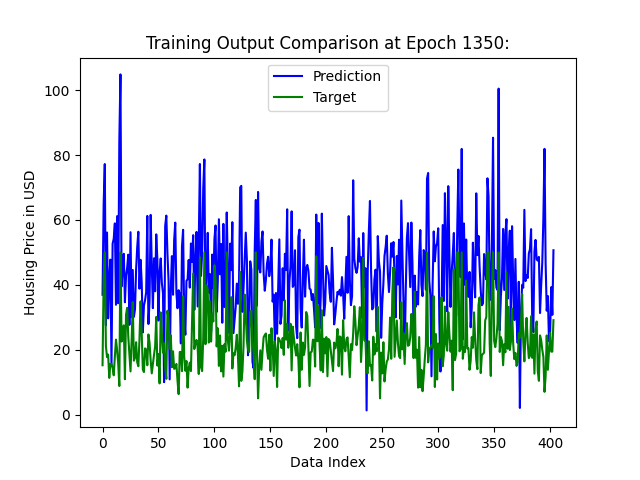 Training Output Comparison at Epoch 1350:
Prediction
Target
Housing Price in USD
100
80
60
40
20
0
0 50 100 150 200 250 300 350 400
Data Index